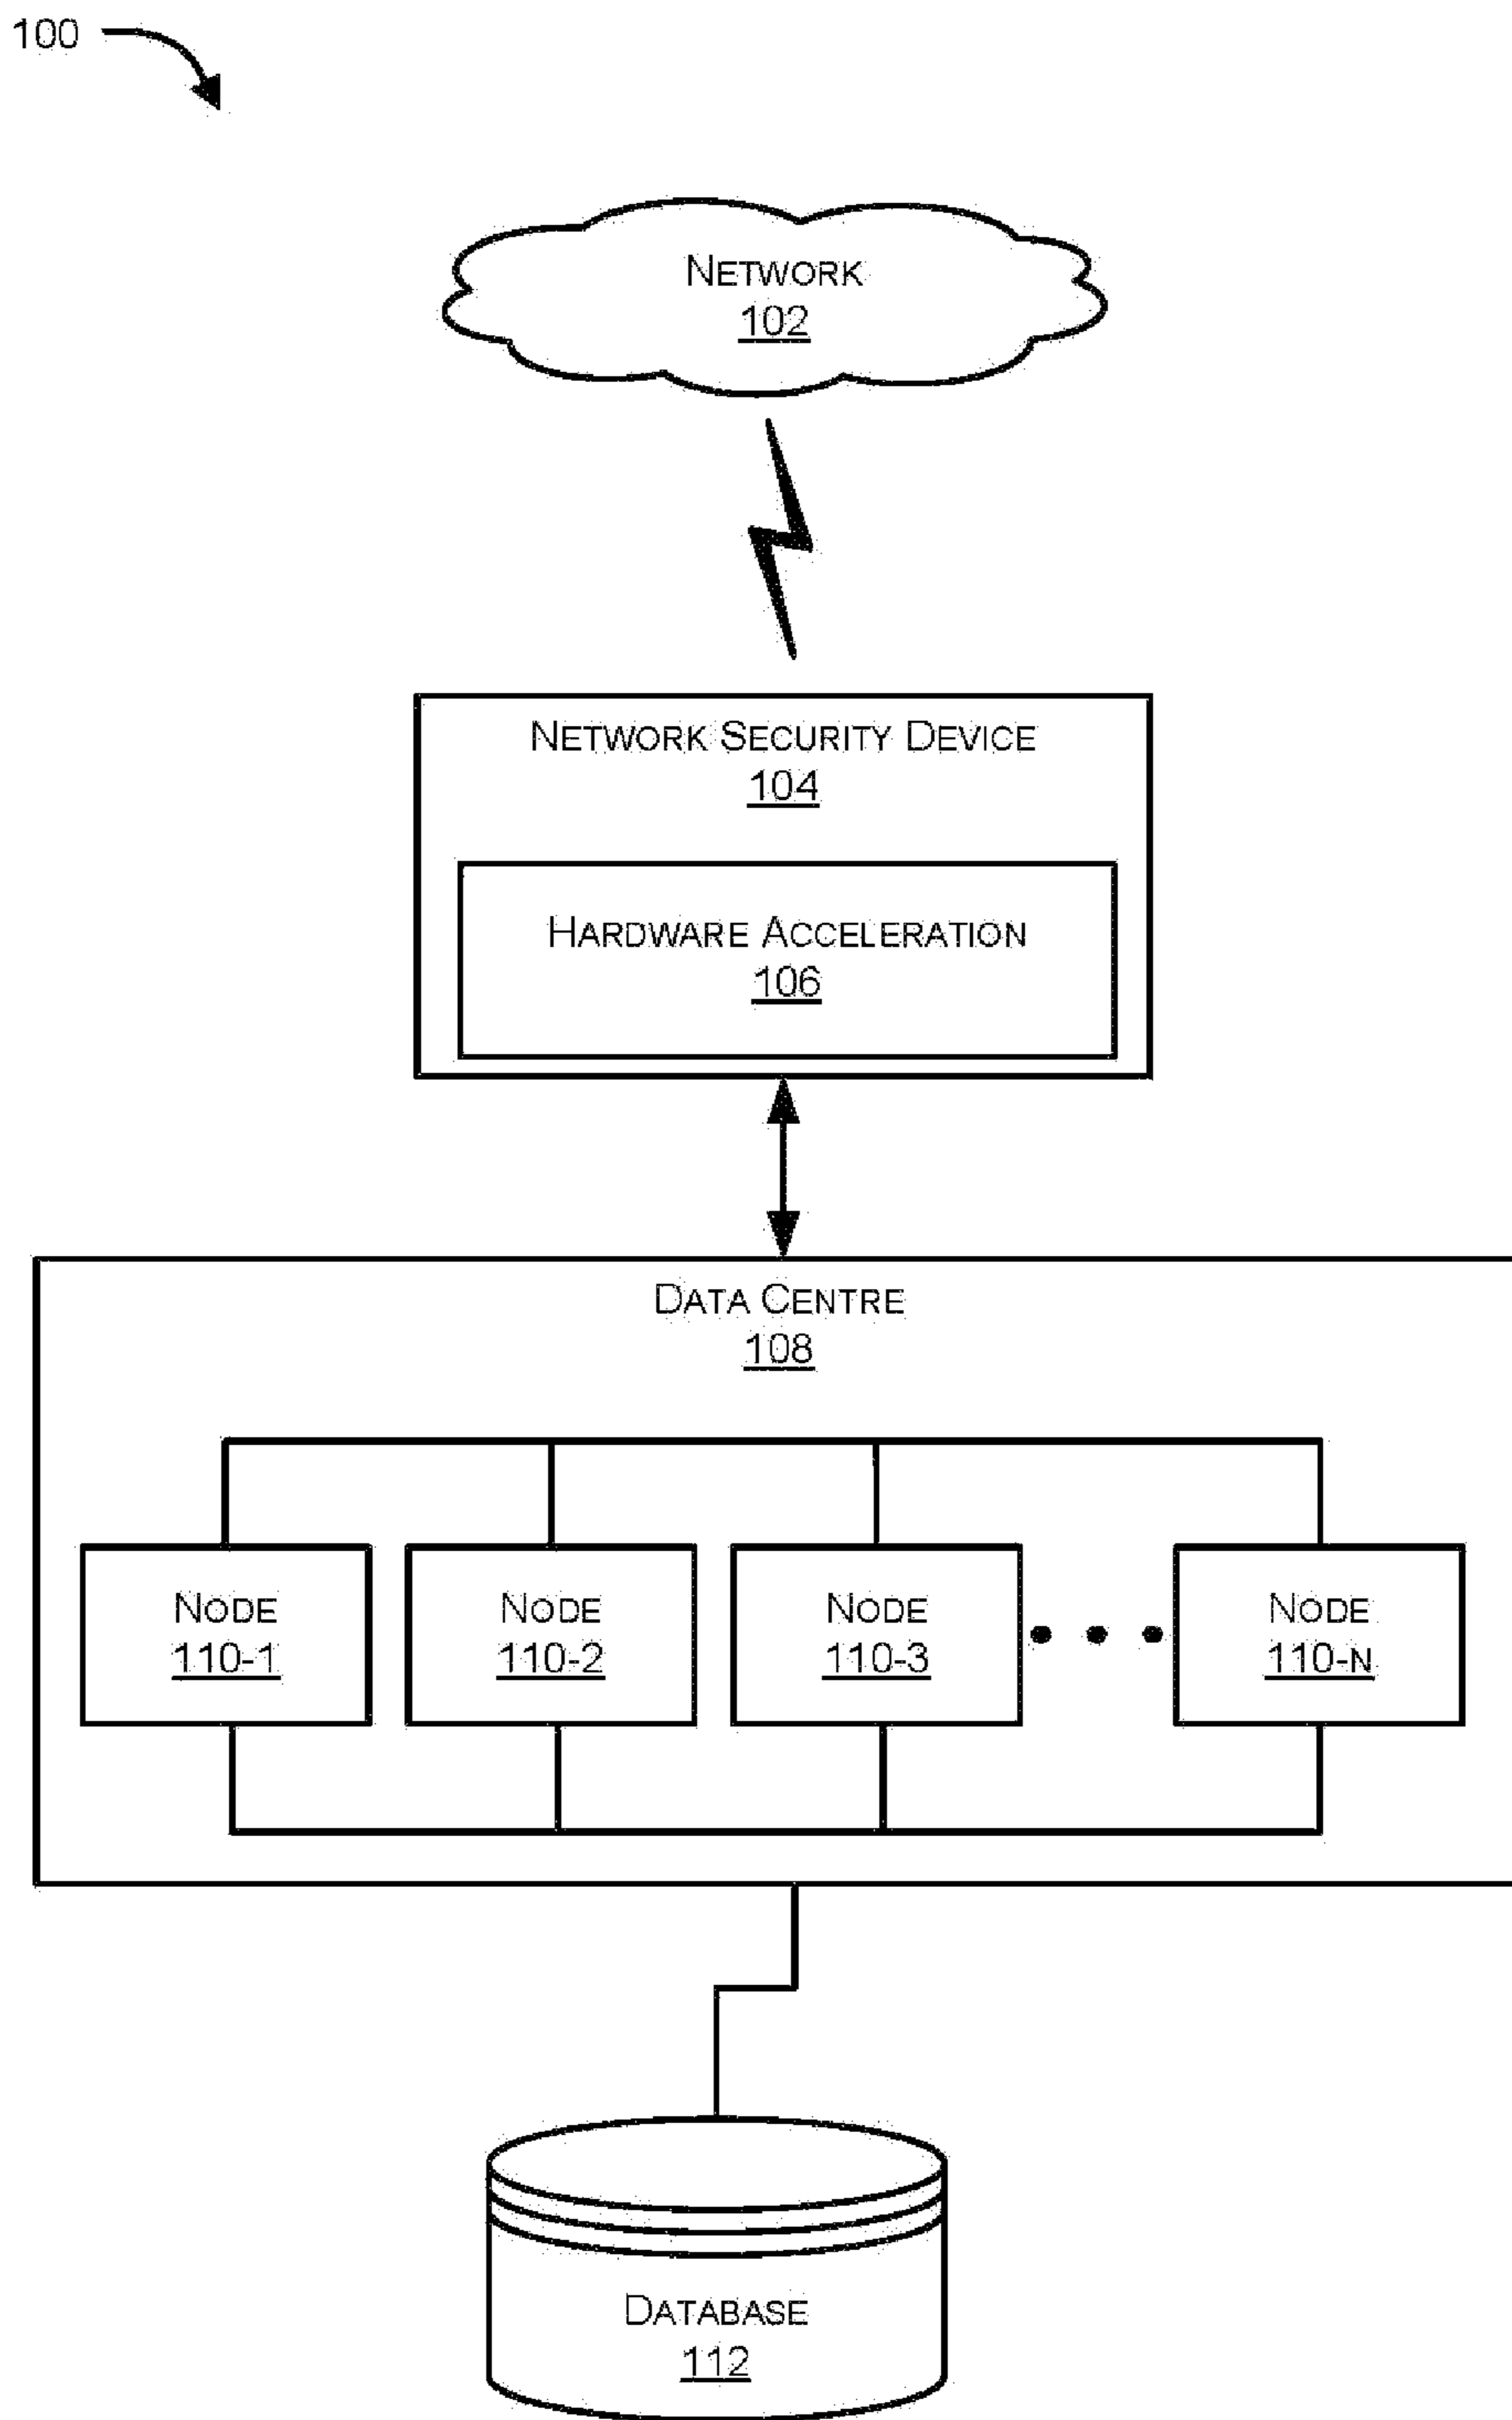 100
NETWORK
102
NETWORK SECURITY DEVICE
104
HARDWARE ACCELERATION
106
DATA CENTRE
108
NODE
110-1
NODE
110-2
NODE
110-3
NODE
110-N
DATABASE
112